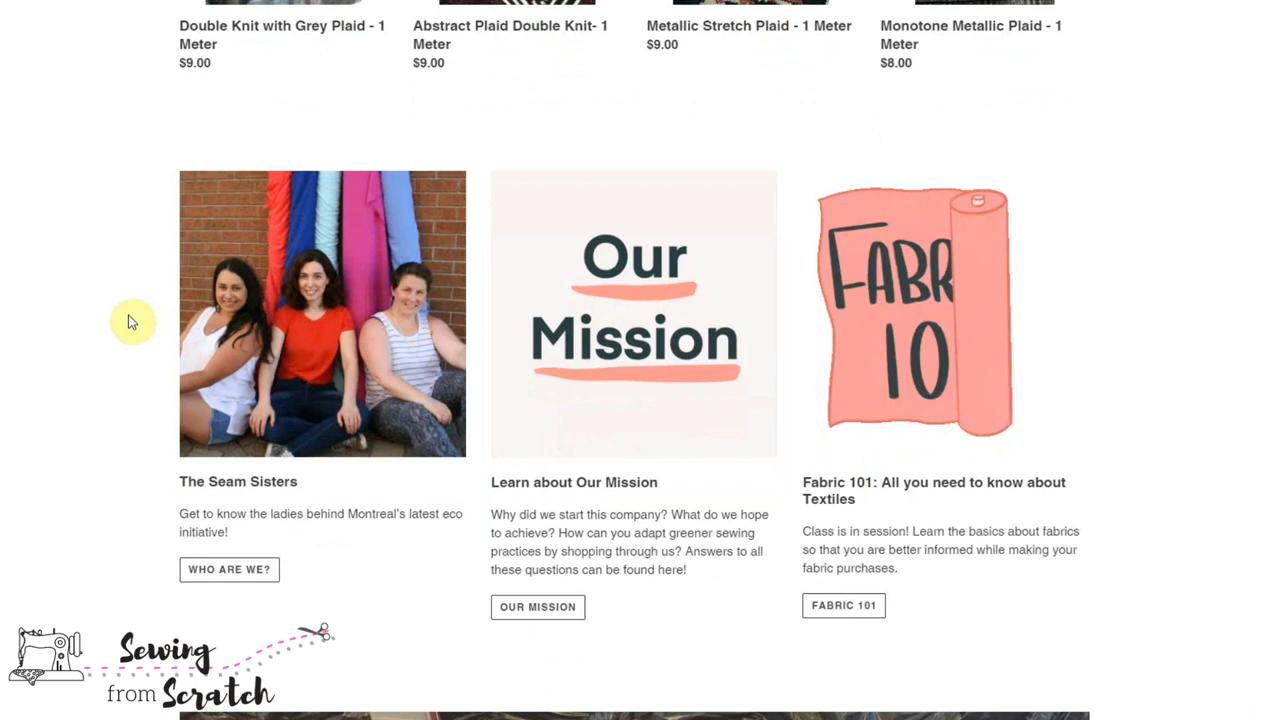 Double Knit with Grey Plaid - 1
Meter
$9.00
Abstract Plaid Double Knit- 1
Meter
$9.00
Metallic Stretch Plaid - 1 Meter
$9.00
Monotone Metallic Plaid - 1
Meter
$8.00
Our
Mission
FABR
10
The Seam Sisters
Get to know the ladies behind Montreal's latest eco
initiative!
WHO ARE WE?
Learn about Our Mission
Why did we start this company? What do we hope
to achieve? How can you adapt greener sewing
practices by shopping through us? Answers to all
these questions can be found here!
OUR MISSION
Fabric 101: All you need to know about
Textiles
Class is in session! Learn the basics about fabrics
so that you are better informed while making your
fabric purchases.
FABRIC 101
Sewing
from Scratch